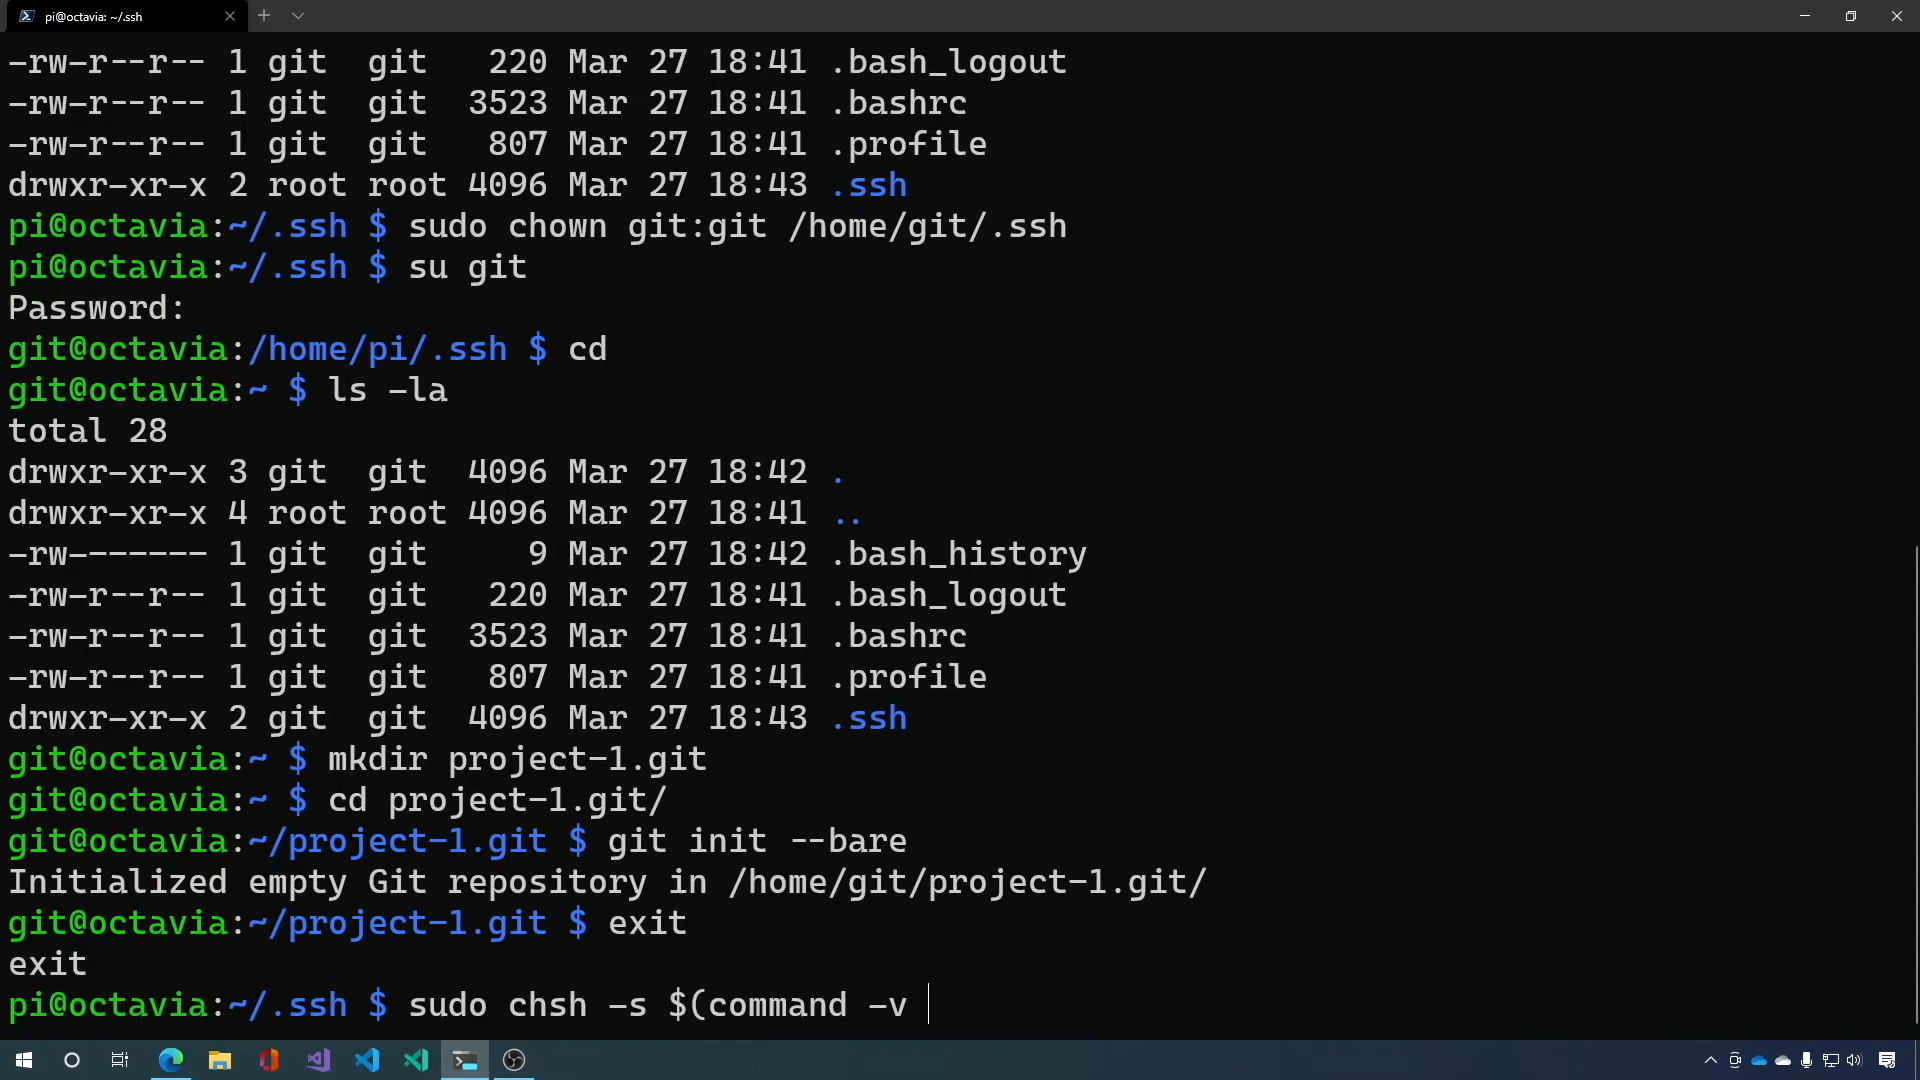 pi@octavia: ~/.ssh
-rw-r--r-- 1 git  git   220 Mar 27 18:41 .bash_logout
-rw-r--r-- 1 git  git  3523 Mar 27 18:41 .bashrc
-rw-r--r-- 1 git  git   807 Mar 27 18:41 .profile
drwxr-xr-x 2 root root 4096 Mar 27 18:43 .ssh
pi@octavia:~/.ssh $ sudo chown git:git /home/git/.ssh
pi@octavia:~/.ssh $ su git
Password:
git@octavia:/home/pi/.ssh $ cd
git@octavia:~ $ ls -la
total 28
drwxr-xr-x 3 git  git  4096 Mar 27 18:42 .
drwxr-xr-x 4 root root 4096 Mar 27 18:41 ..
-rw------- 1 git  git     9 Mar 27 18:42 .bash_history
-rw-r--r-- 1 git  git   220 Mar 27 18:41 .bash_logout
-rw-r--r-- 1 git  git  3523 Mar 27 18:41 .bashrc
-rw-r--r-- 1 git  git   807 Mar 27 18:41 .profile
drwxr-xr-x 2 git  git  4096 Mar 27 18:43 .ssh
git@octavia:~ $ mkdir project-1.git
git@octavia:~ $ cd project-1.git/
git@octavia:~/project-1.git $ git init --bare
Initialized empty Git repository in /home/git/project-1.git/
git@octavia:~/project-1.git $ exit
exit
pi@octavia:~/.ssh $ sudo chsh -s $(command -v